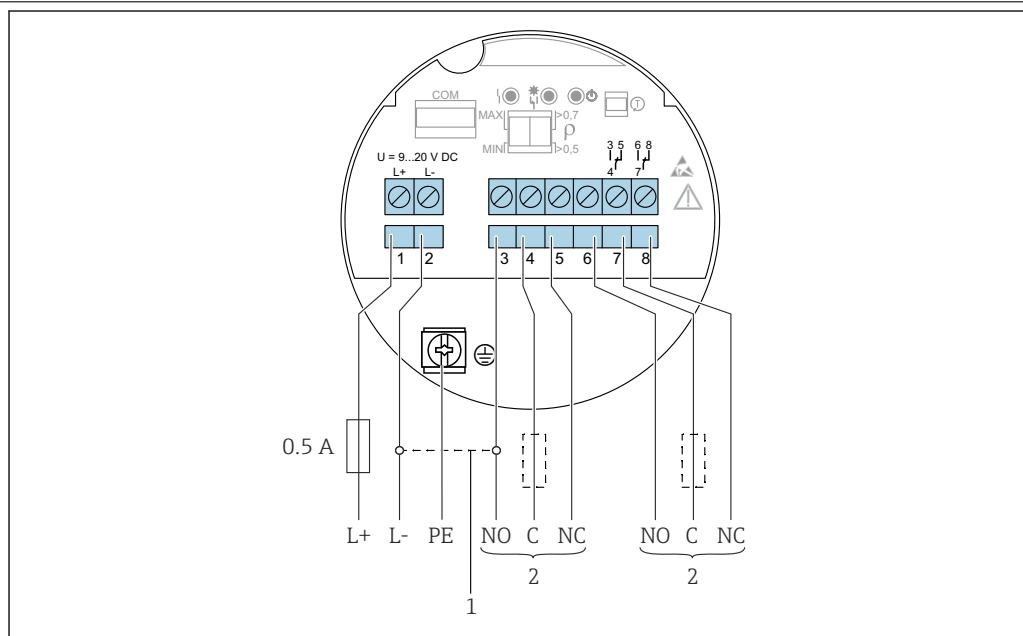 COM
MAX >0,7
ρ
MIN >0,5
T
U = 9...20 V DC
L+ L-
3 5 6 8
4 7
1 2 3 4 5 6 7 8
0.5 A
L+ L- PE NO C NC NO C NC
2 2
1